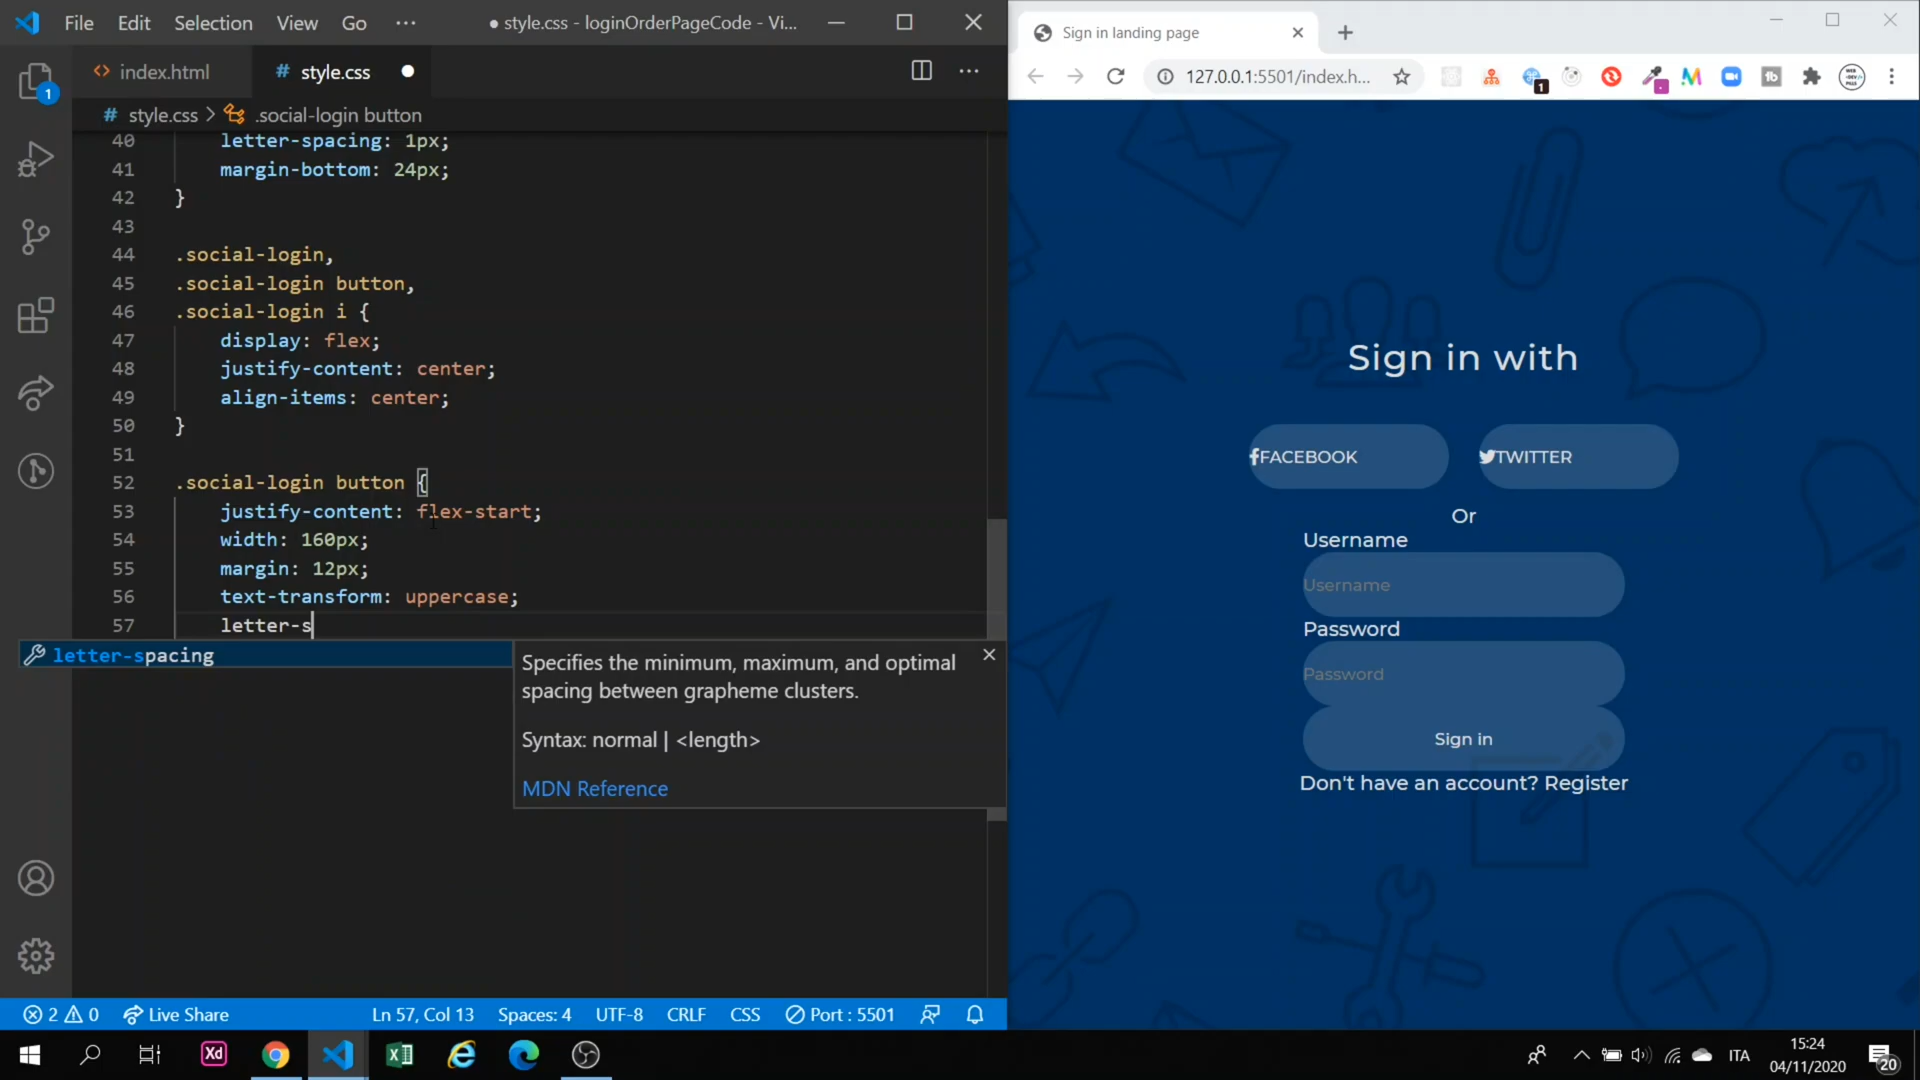 File Edit Selection View Go ···
● style.css - loginOrderPageCode - Vi...
index.html
# style.css ●
# style.css > .social-login button
40 letter-spacing: 1px;
41 margin-bottom: 24px;
42 }
43
44 .social-login,
45 .social-login button,
46 .social-login i {
47 display: flex;
48 justify-content: center;
49 align-items: center;
50 }
51
52 .social-login button {
53 justify-content: flex-start;
54 width: 160px;
55 margin: 12px;
56 text-transform: uppercase;
57 letter-s
letter-spacing
Specifies the minimum, maximum, and optimal
spacing between grapheme clusters.
Syntax: normal | <length>
MDN Reference
1
2 0 Live Share Ln 57, Col 13 Spaces: 4 UTF-8 CRLF CSS Port : 5501
Sign in landing page
127.0.0.1:5501/index.h...
1
Sign in with
FACEBOOK
TWITTER
Or
Username
Username
Password
Password
Sign in
Don't have an account? Register
Xd
ITA
15:24
04/11/2020
20